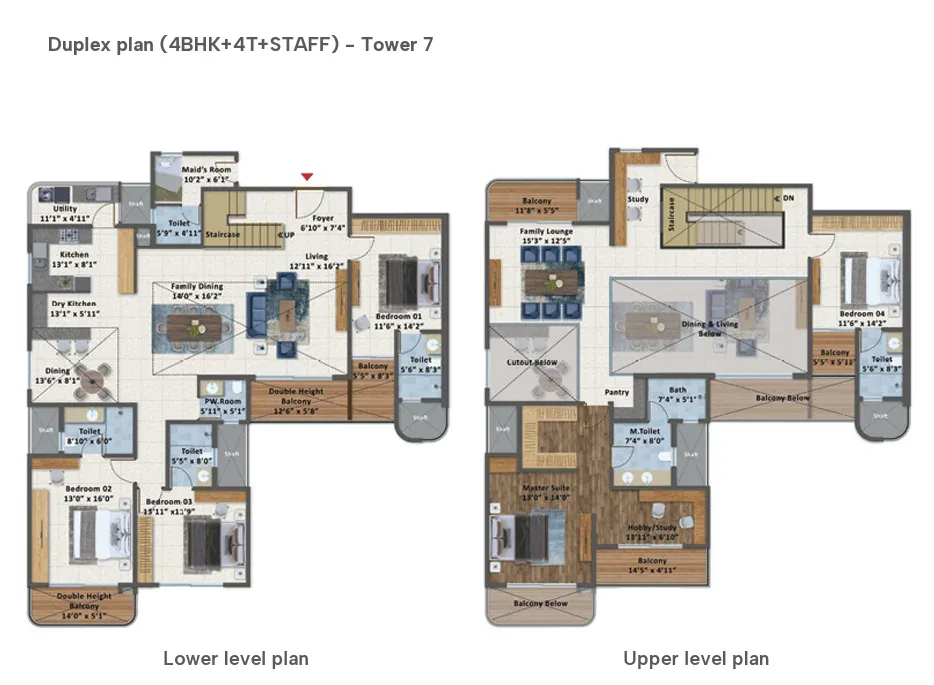 Duplex plan (4BHK+4T+STAFF) – Tower 7
Maid's Room
10'2" x 6'1"
Utility
11'1" x 4'11"
Shaft
Toilet
5'9" x 4'11"
Shaft
Staircase
UP
Foyer
6'10" x 7'4"
Kitchen
13'1" x 8'1"
Living
12'11" x 16'2"
Family Dining
14'0" x 16'2"
Dry Kitchen
13'1" x 5'11"
Bedroom 01
11'6" x 14'2"
Dining
13'6" x 8'1"
Balcony
5'5" x 8'3"
Toilet
5'6" x 8'3"
PW.Room
5'11" x 5'1"
Double Height
Balcony
12'6" x 5'8"
Shaft
Shaft
Toilet
8'10" x 6'0"
Toilet
5'5" x 8'0"
Shaft
Bedroom 02
13'0" x 16'0"
Bedroom 03
Double Height
Balcony
14'0" x 5'1"
Lower level plan
Balcony
11'8" x 5'5"
Shaft
Study
Staircase
DN
Family Lounge
15'3" x 12'5"
Bedroom 04
11'6" x 14'2"
Dining & Living
Below
Cutout Below
Balcony
5'5" x 5'11"
Toilet
5'6" x 8'3"
Pantry
Bath
7'4" x 5'1"
Balcony Below
Shaft
Shaft
M.Toilet
7'4" x 8'0"
Shaft
Master Suite
13'0" x 14'0"
Hobby/Study
13'11" x 6'10"
Balcony
14'5" x 4'11"
Balcony Below
Upper level plan